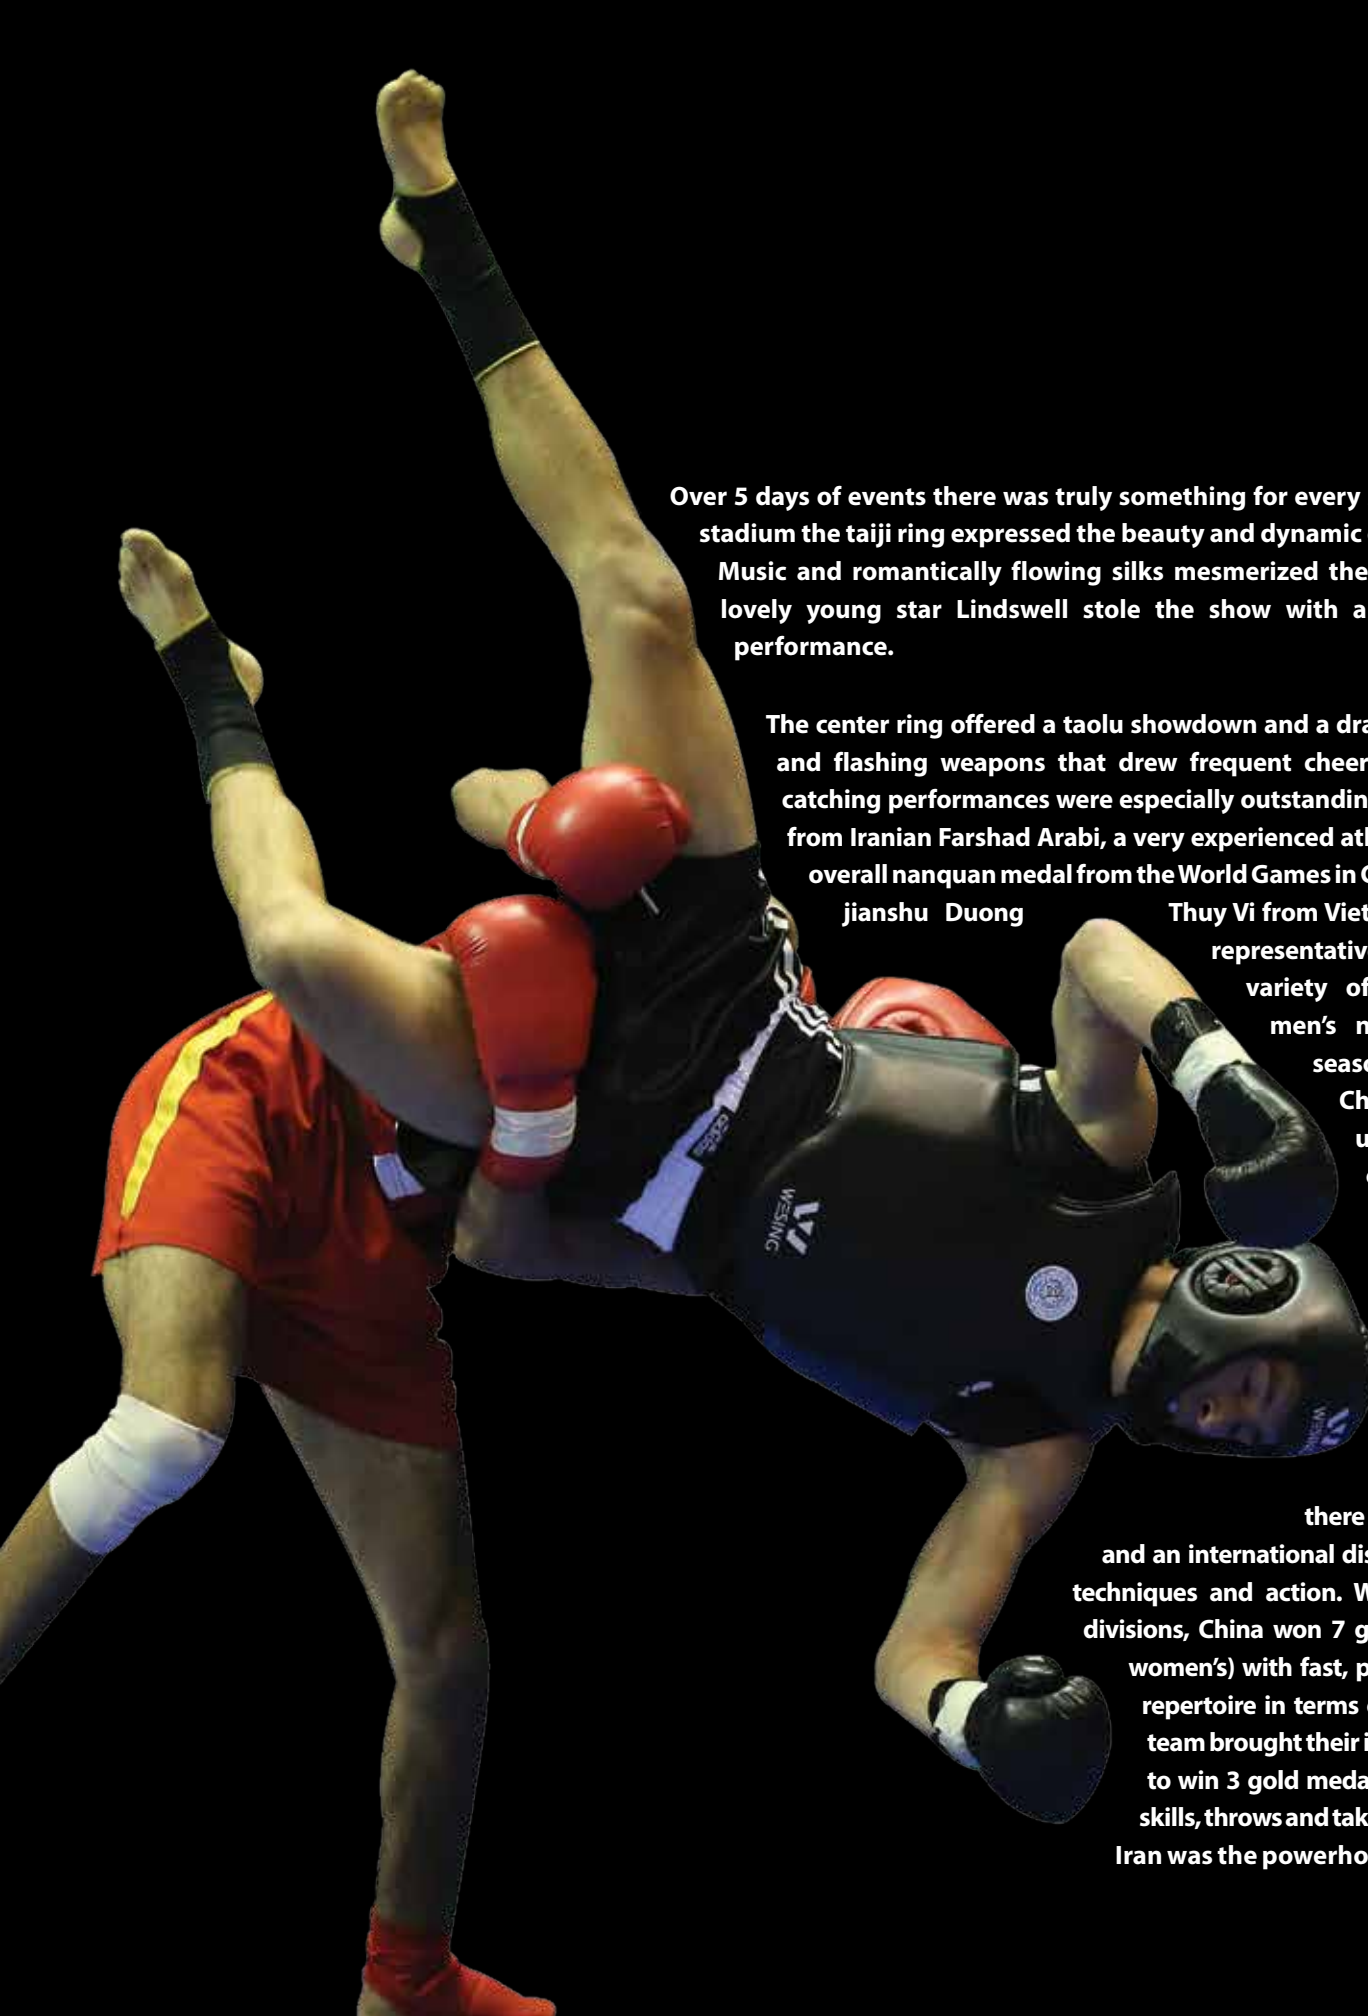 Over 5 days of events there was truly something for every
stadium the taiji ring expressed the beauty and dynamic
Music and romantically flowing silks mesmerized the
lovely young star Lindswell stole the show with a
performance.
The center ring offered a taolu showdown and a dra
and flashing weapons that drew frequent cheer
catching performances were especially outstandin
from Iranian Farshad Arabi, a very experienced atl
overall nanquan medal from the World Games in C
jianshu Duong Thuy Vi from Viet
representativ
variety of
men’s n
seaso
Ch
u
WESING
WESING
there
and an international dis
techniques and action. W
divisions, China won 7 g
women’s) with fast, p
repertoire in terms
team brought their i
to win 3 gold meda
skills, throws and tak
Iran was the powerho